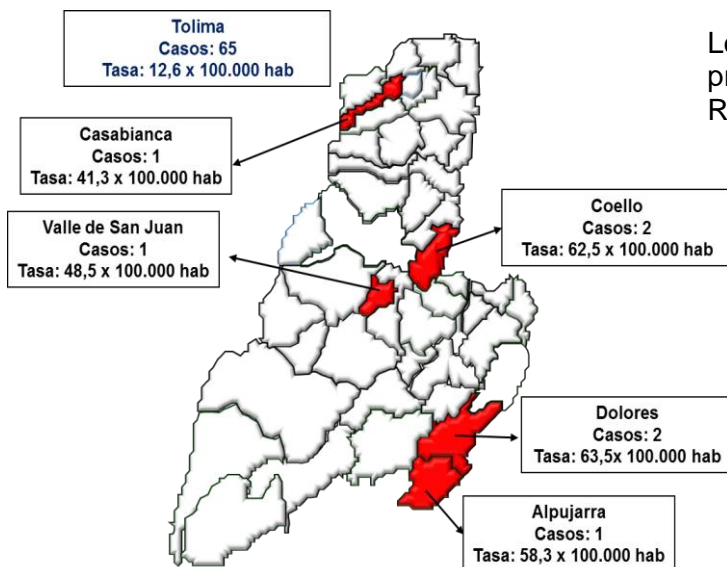 Tolima
Casos: 65
Tasa: 12,6 x 100.000 hab
Casabianca
Casos: 1
Tasa: 41,3 x 100.000 hab
Valle de San Juan
Casos: 1
Tasa: 48,5 x 100.000 hab
Coello
Casos: 2
Tasa: 62,5 x 100.000 hab
Dolores
Casos: 2
Tasa: 63,5x 100.000 hab
Alpujarra
Casos: 1
Tasa: 58,3 x 100.000 hab